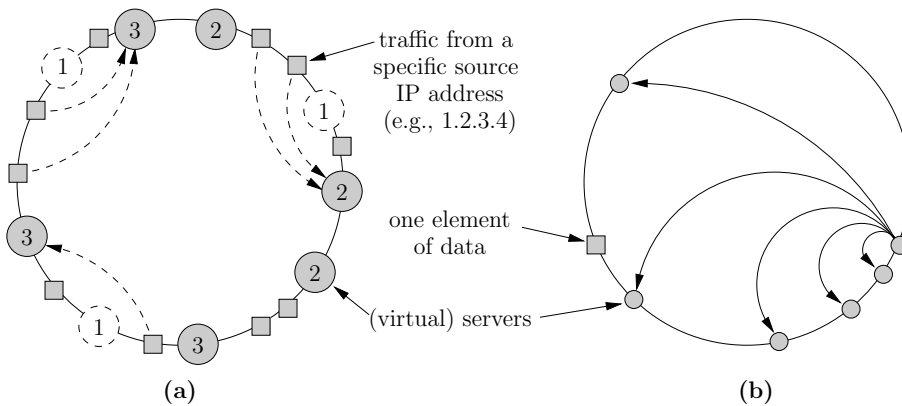 3
2
1
traffic from a
specific source
IP address
(e.g., 1.2.3.4)
1
2
3
one element
of data
2
(virtual) servers
1
3
(a)
(b)